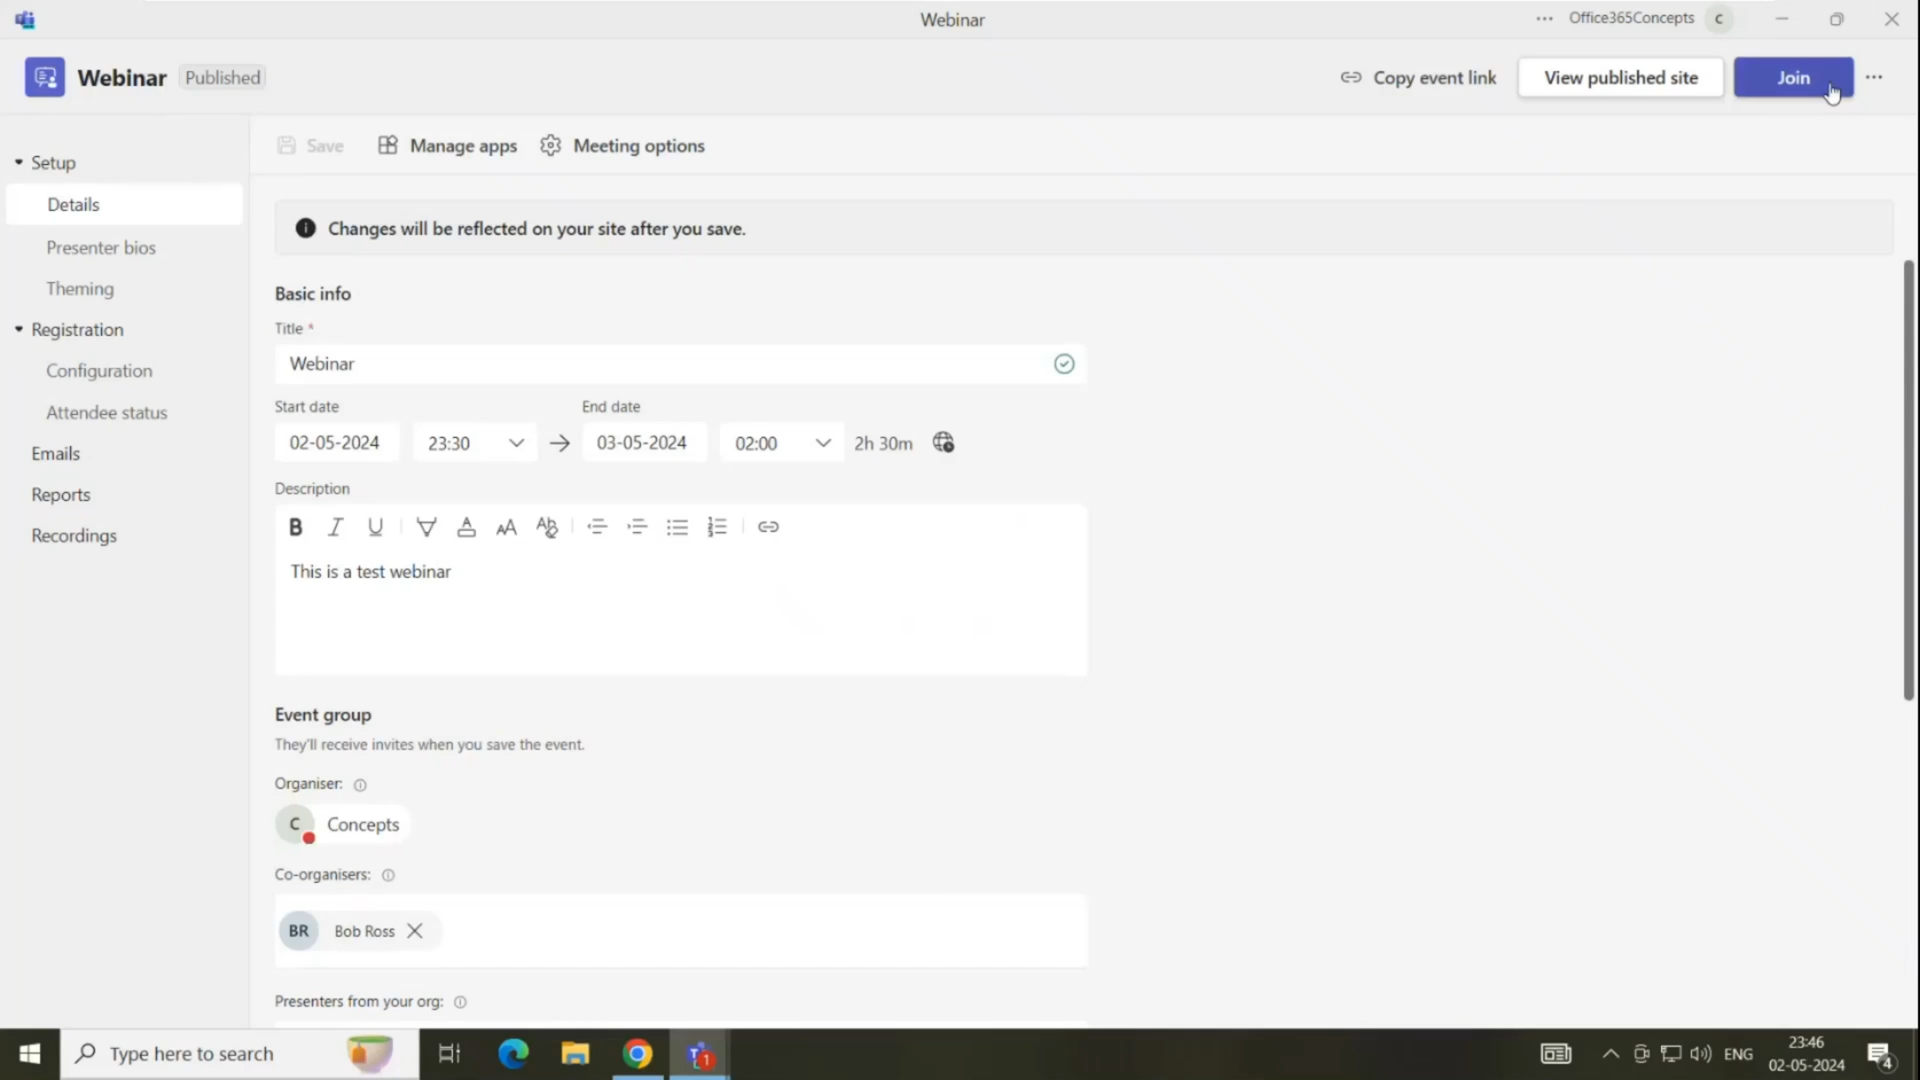 Webinar
Office365Concepts C
Webinar Published
Copy event link View published site Join
Save Manage apps Meeting options
Setup
Details
Presenter bios
Theming
Registration
Configuration
Attendee status
Emails
Reports
Recordings
Changes will be reflected on your site after you save.
Basic info
Title *
Webinar
Start date End date
02-05-2024 23:30 → 03-05-2024 02:00 2h 30m
Description
This is a test webinar
Event group
They'll receive invites when you save the event.
Organiser:
C Concepts
Co-organisers:
BR Bob Ross
Presenters from your org:
Type here to search
1
ENG
23:46
02-05-2024
4